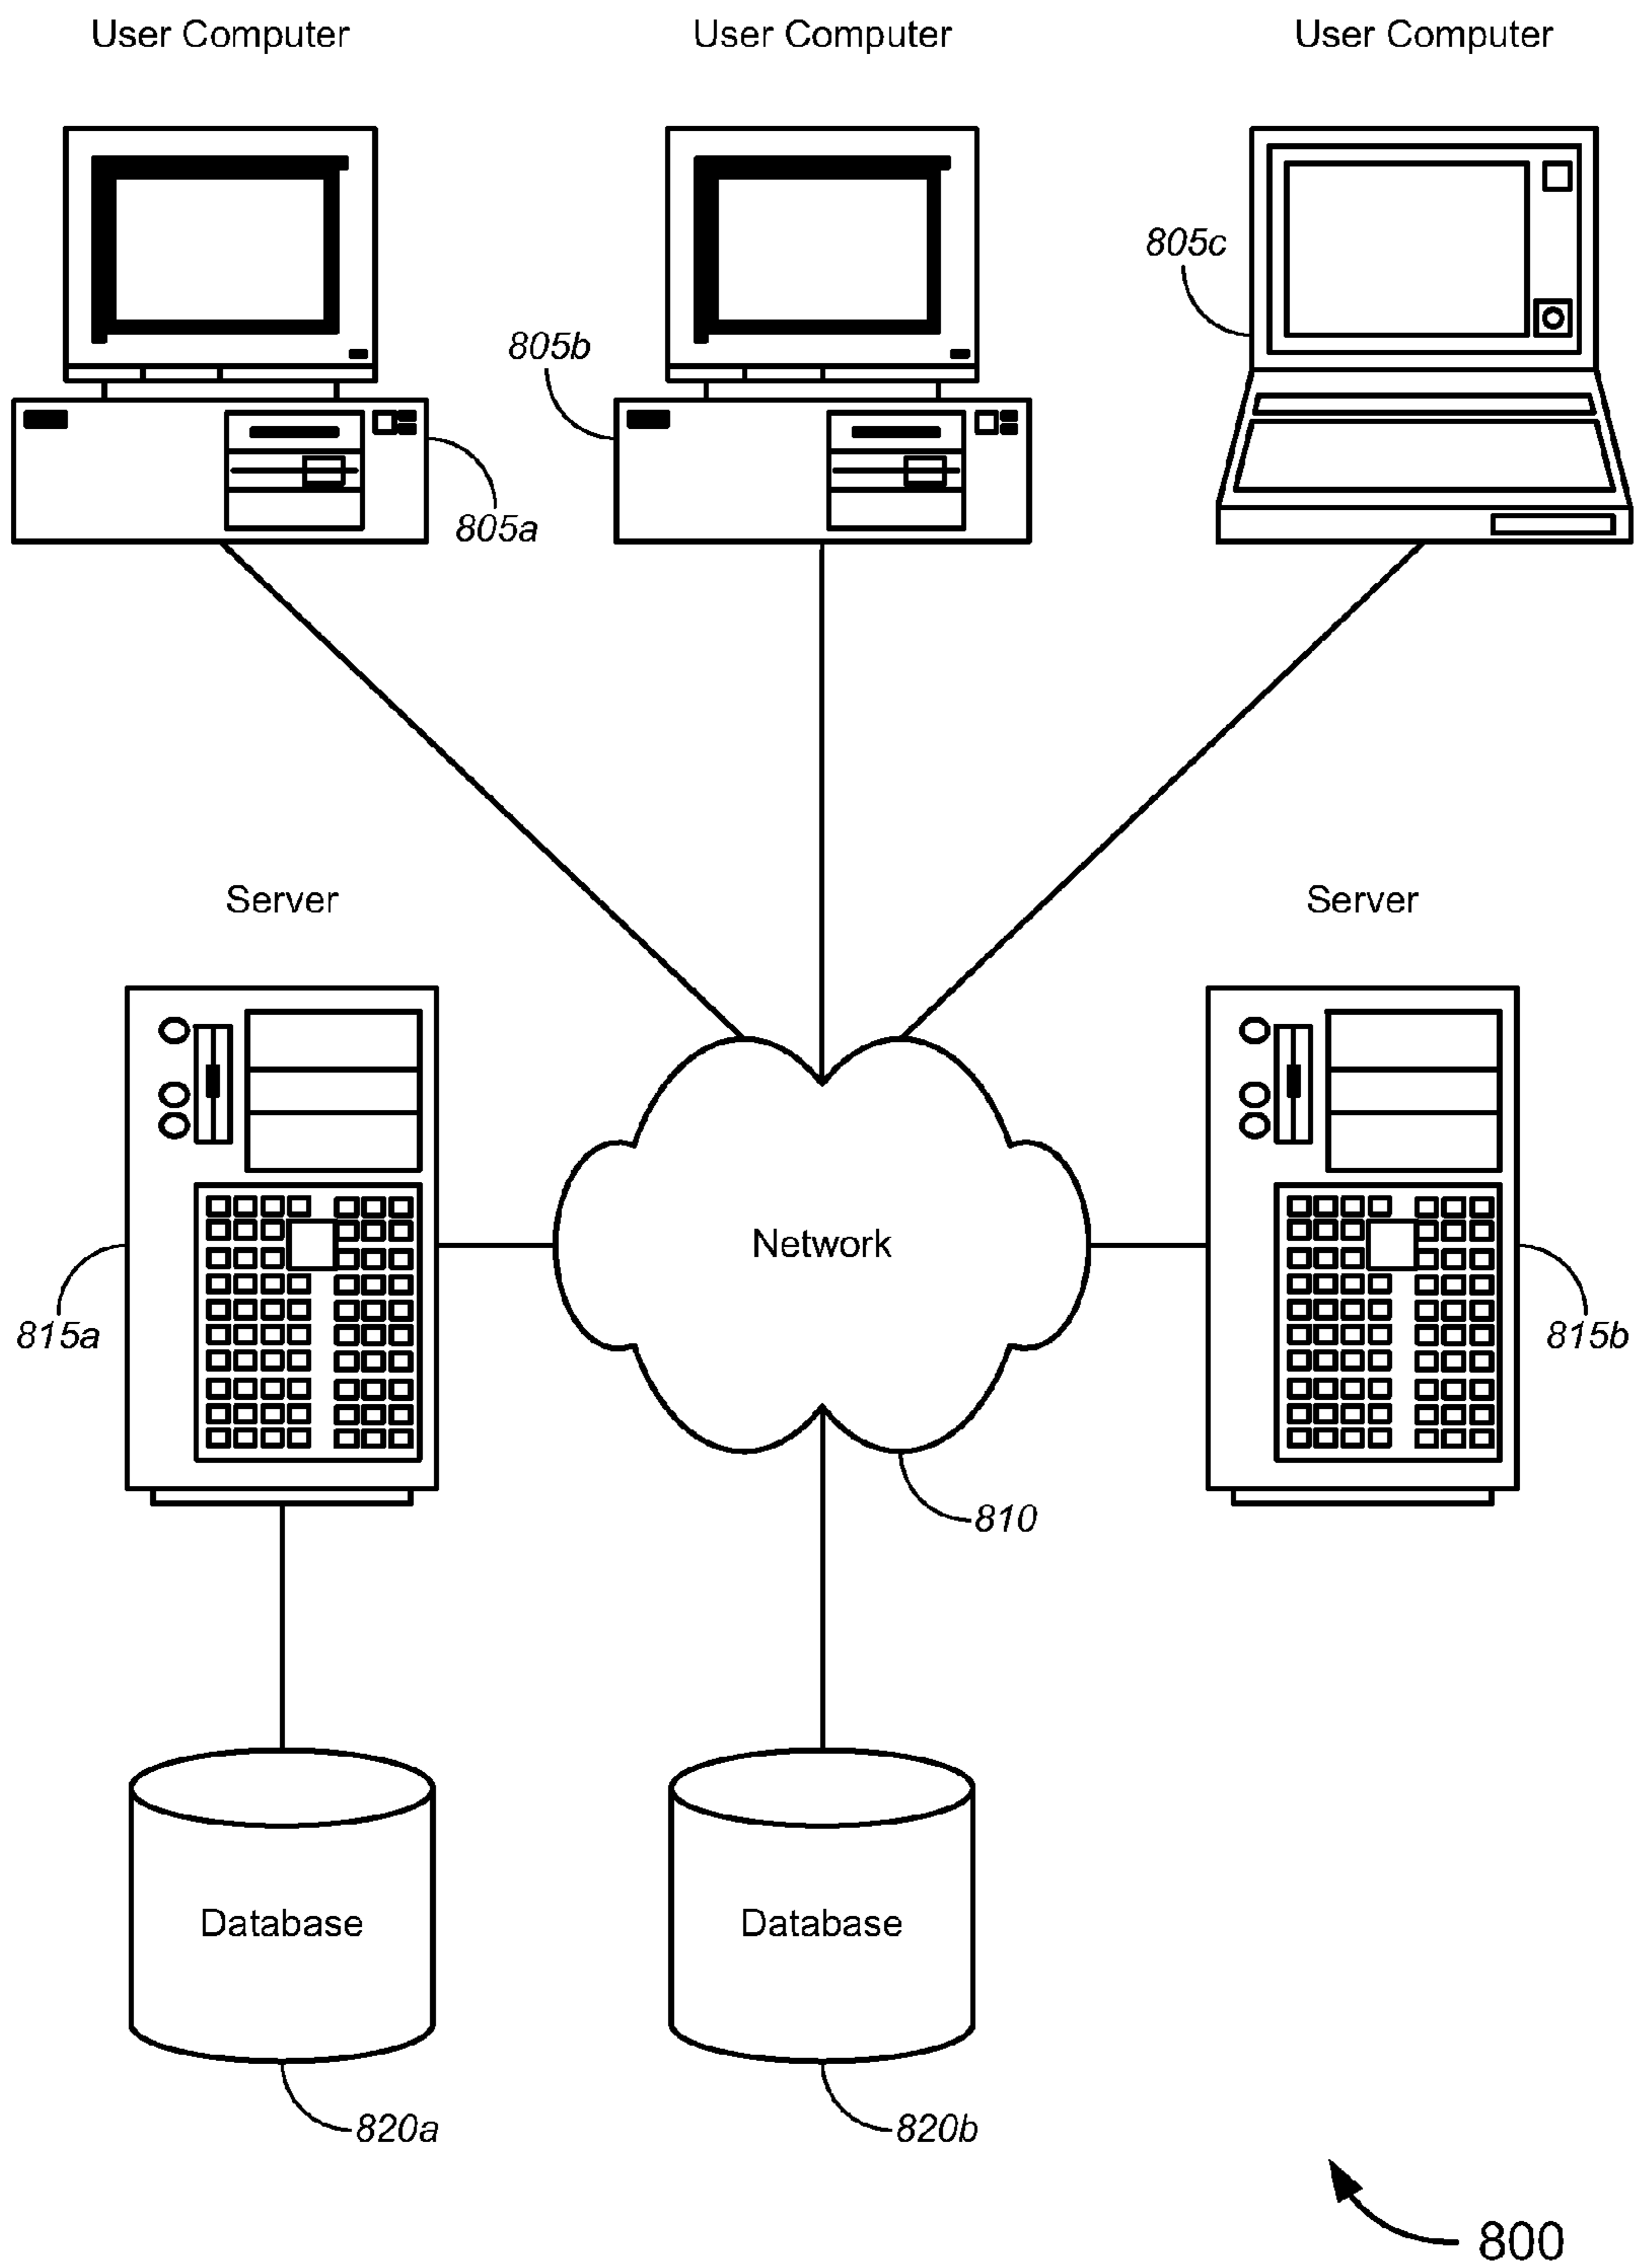 User Computer
User Computer
User Computer
805c
805b
805a
Server
Server
Network
815a
815b
810
Database
Database
820a
820b
800